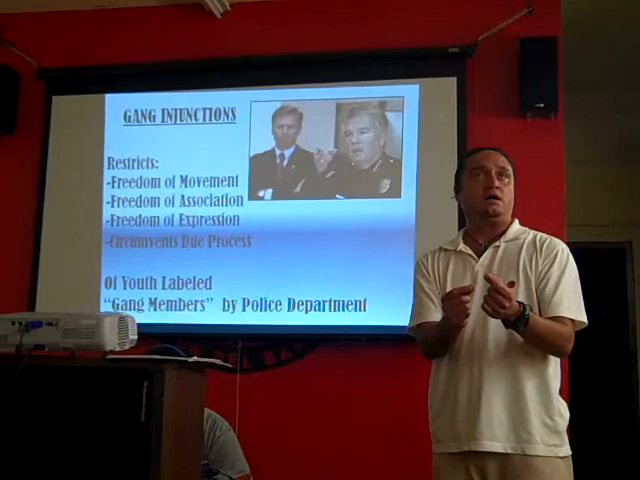 GANG INJUNCTIONS
Restricts:
-Freedom of Movement
-Freedom of Association
-Freedom of Expression
-Circumvents Due Process
Of Youth Labeled
"Gang Members" by Police Department